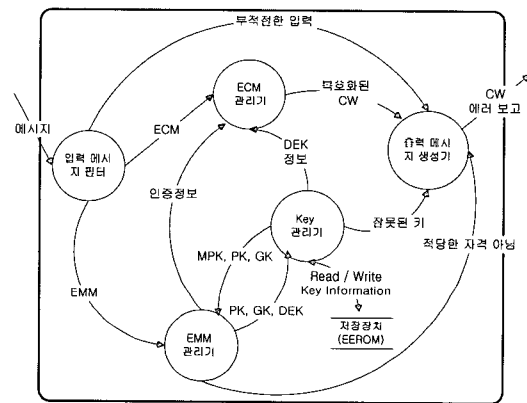 부적전한 입력
ECM
관리기
복호화된
CW
CW
에러 보고
메시지
ECM
입력 메시
지 필터
DEK
정보
출력 메시
지 생성기
인증정보
Key
관리기
잘못된 키
적당한 자격 아님
MPK, PK, GK
Read / Write
Key Information
EMM
PK, GK, DEK
저장장치
(EEROM)
EMM
관리기